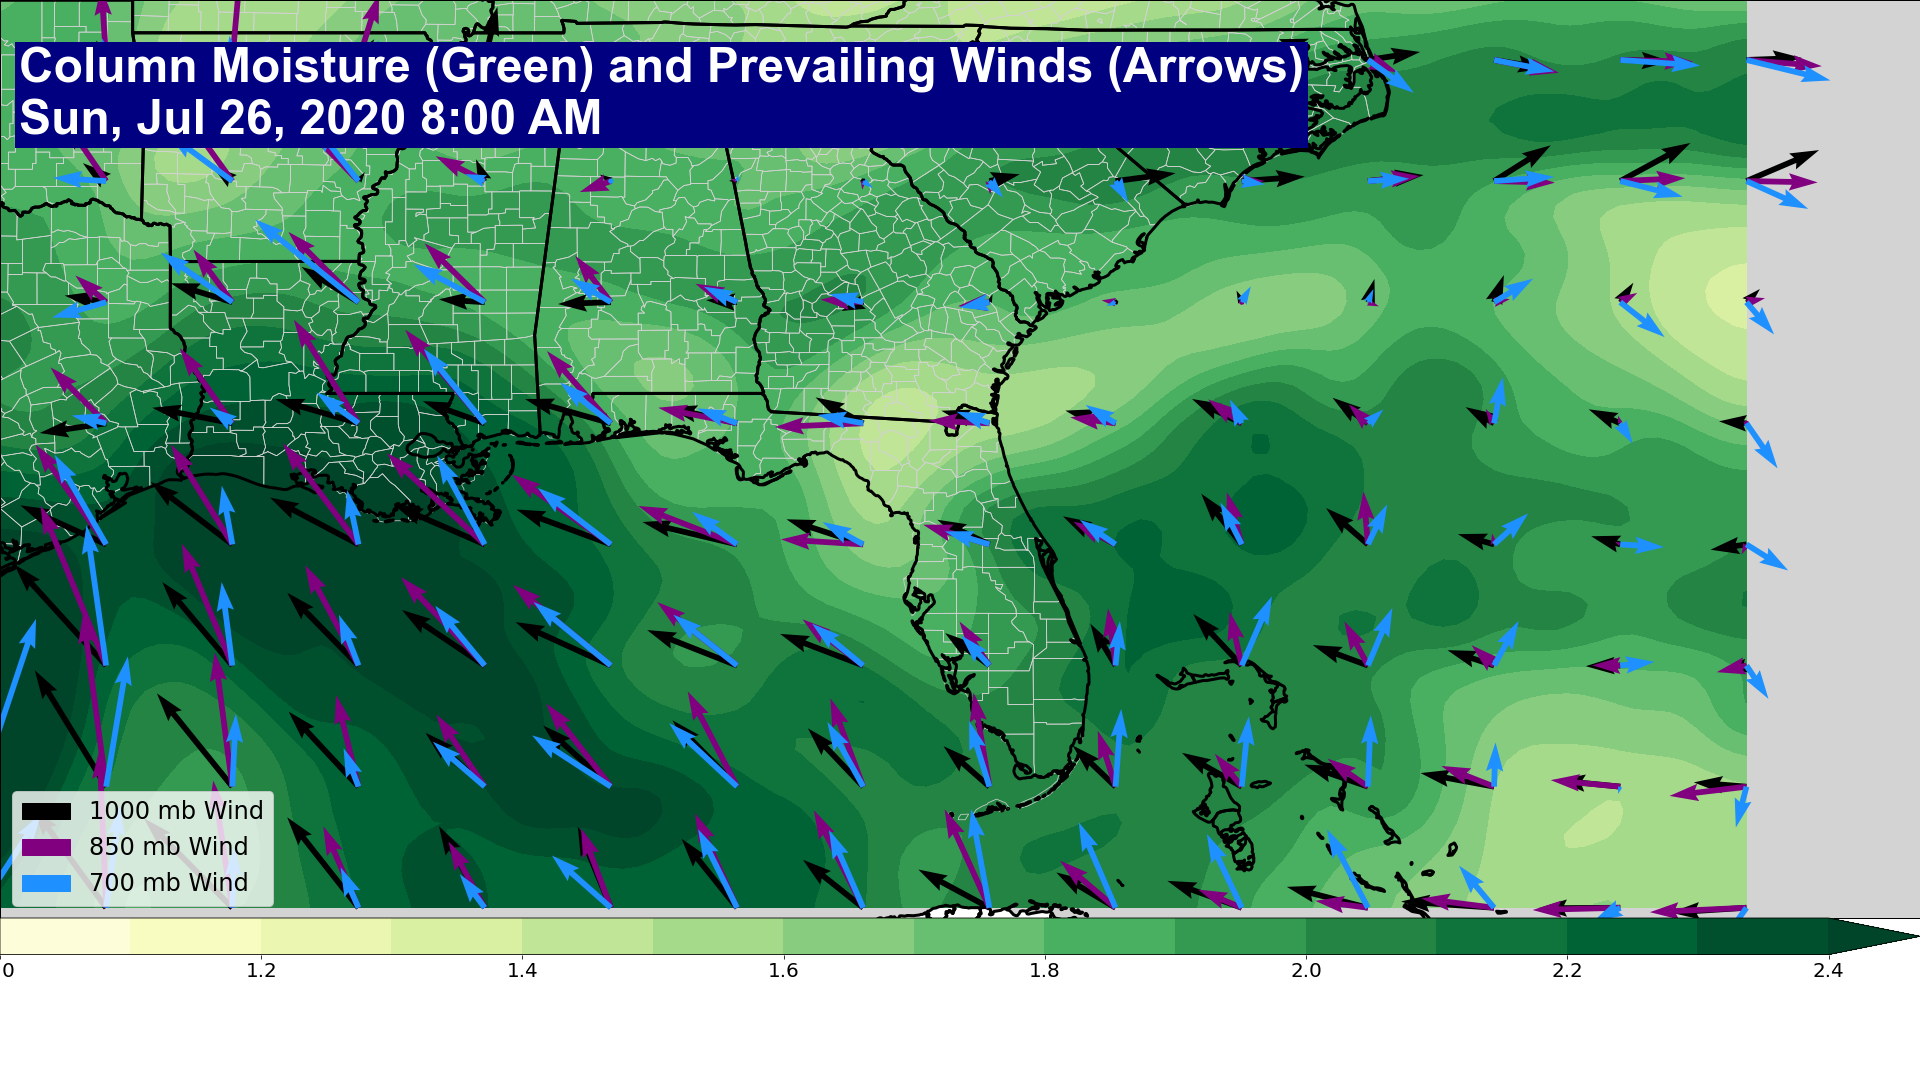 Column Moisture (Green) and Prevailing Winds (Arrows)
Sun, Jul 26, 2020 8:00 AM
1000 mb Wind
850 mb Wind
700 mb Wind
0 1.2 1.4 1.6 1.8 2.0 2.2 2.4